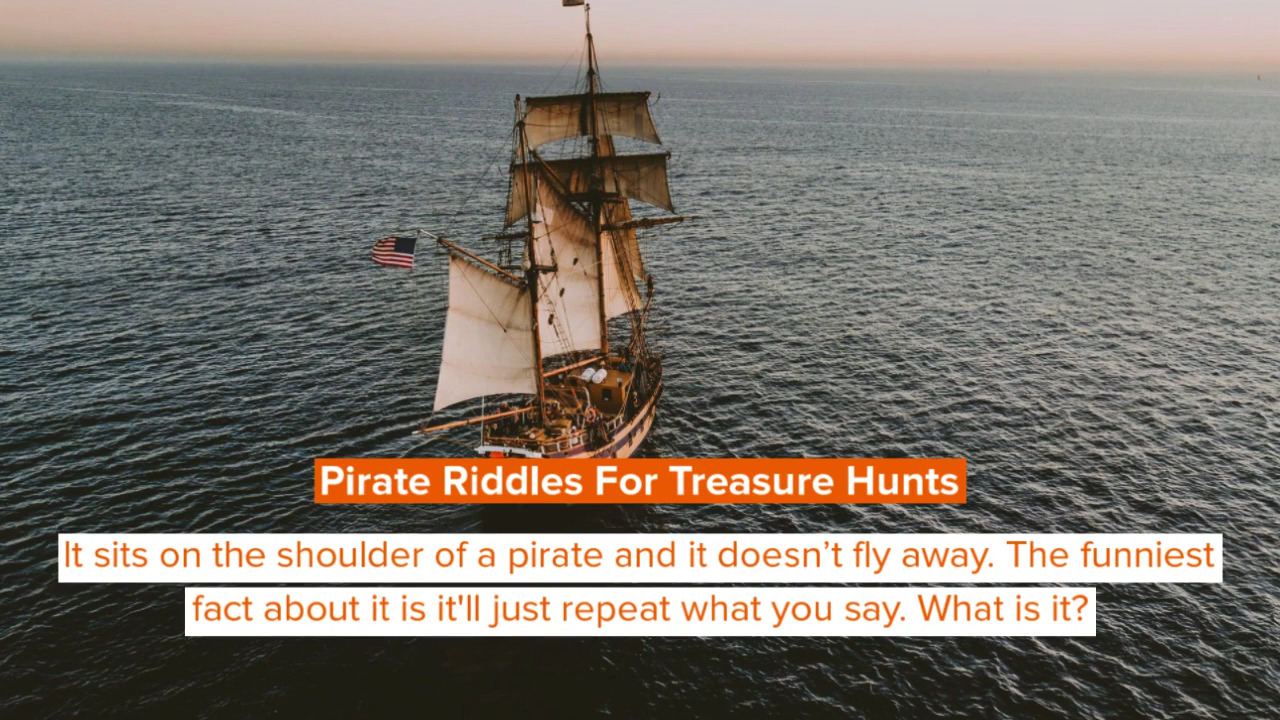 Pirate Riddles For Treasure Hunts
It sits on the shoulder of a pirate and it doesn’t fly away. The funniest
fact about it is it'll just repeat what you say. What is it?